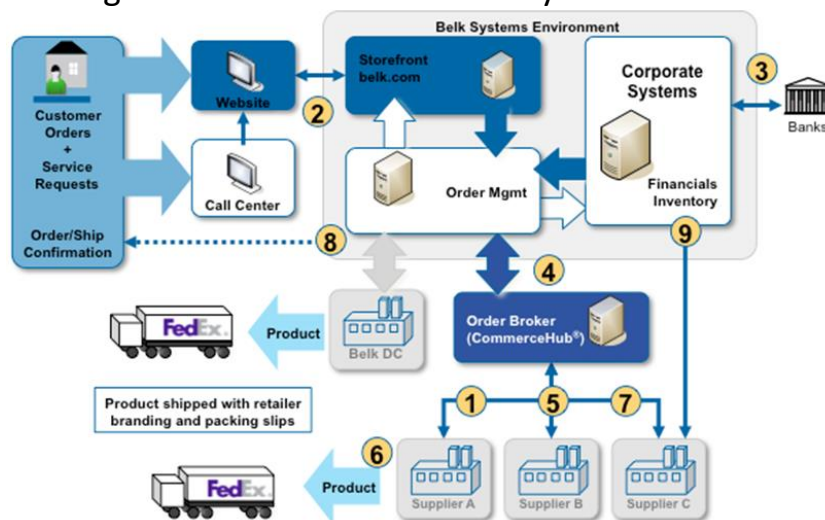 Belk Systems Environment
Storefront
belk.com
Website
2
Corporate
Systems
3
Banks
Customer
Orders
+
Service
Requests
Call Center
Order Mgmt
Financials
Inventory
Order/Ship
Confirmation
8
9
4
FedEx
Product
Belk DC
Order Broker
(CommerceHub®)
Product shipped with retailer
branding and packing slips
1
5
7
6
FedEx
Product
Supplier A
Supplier B
Supplier C